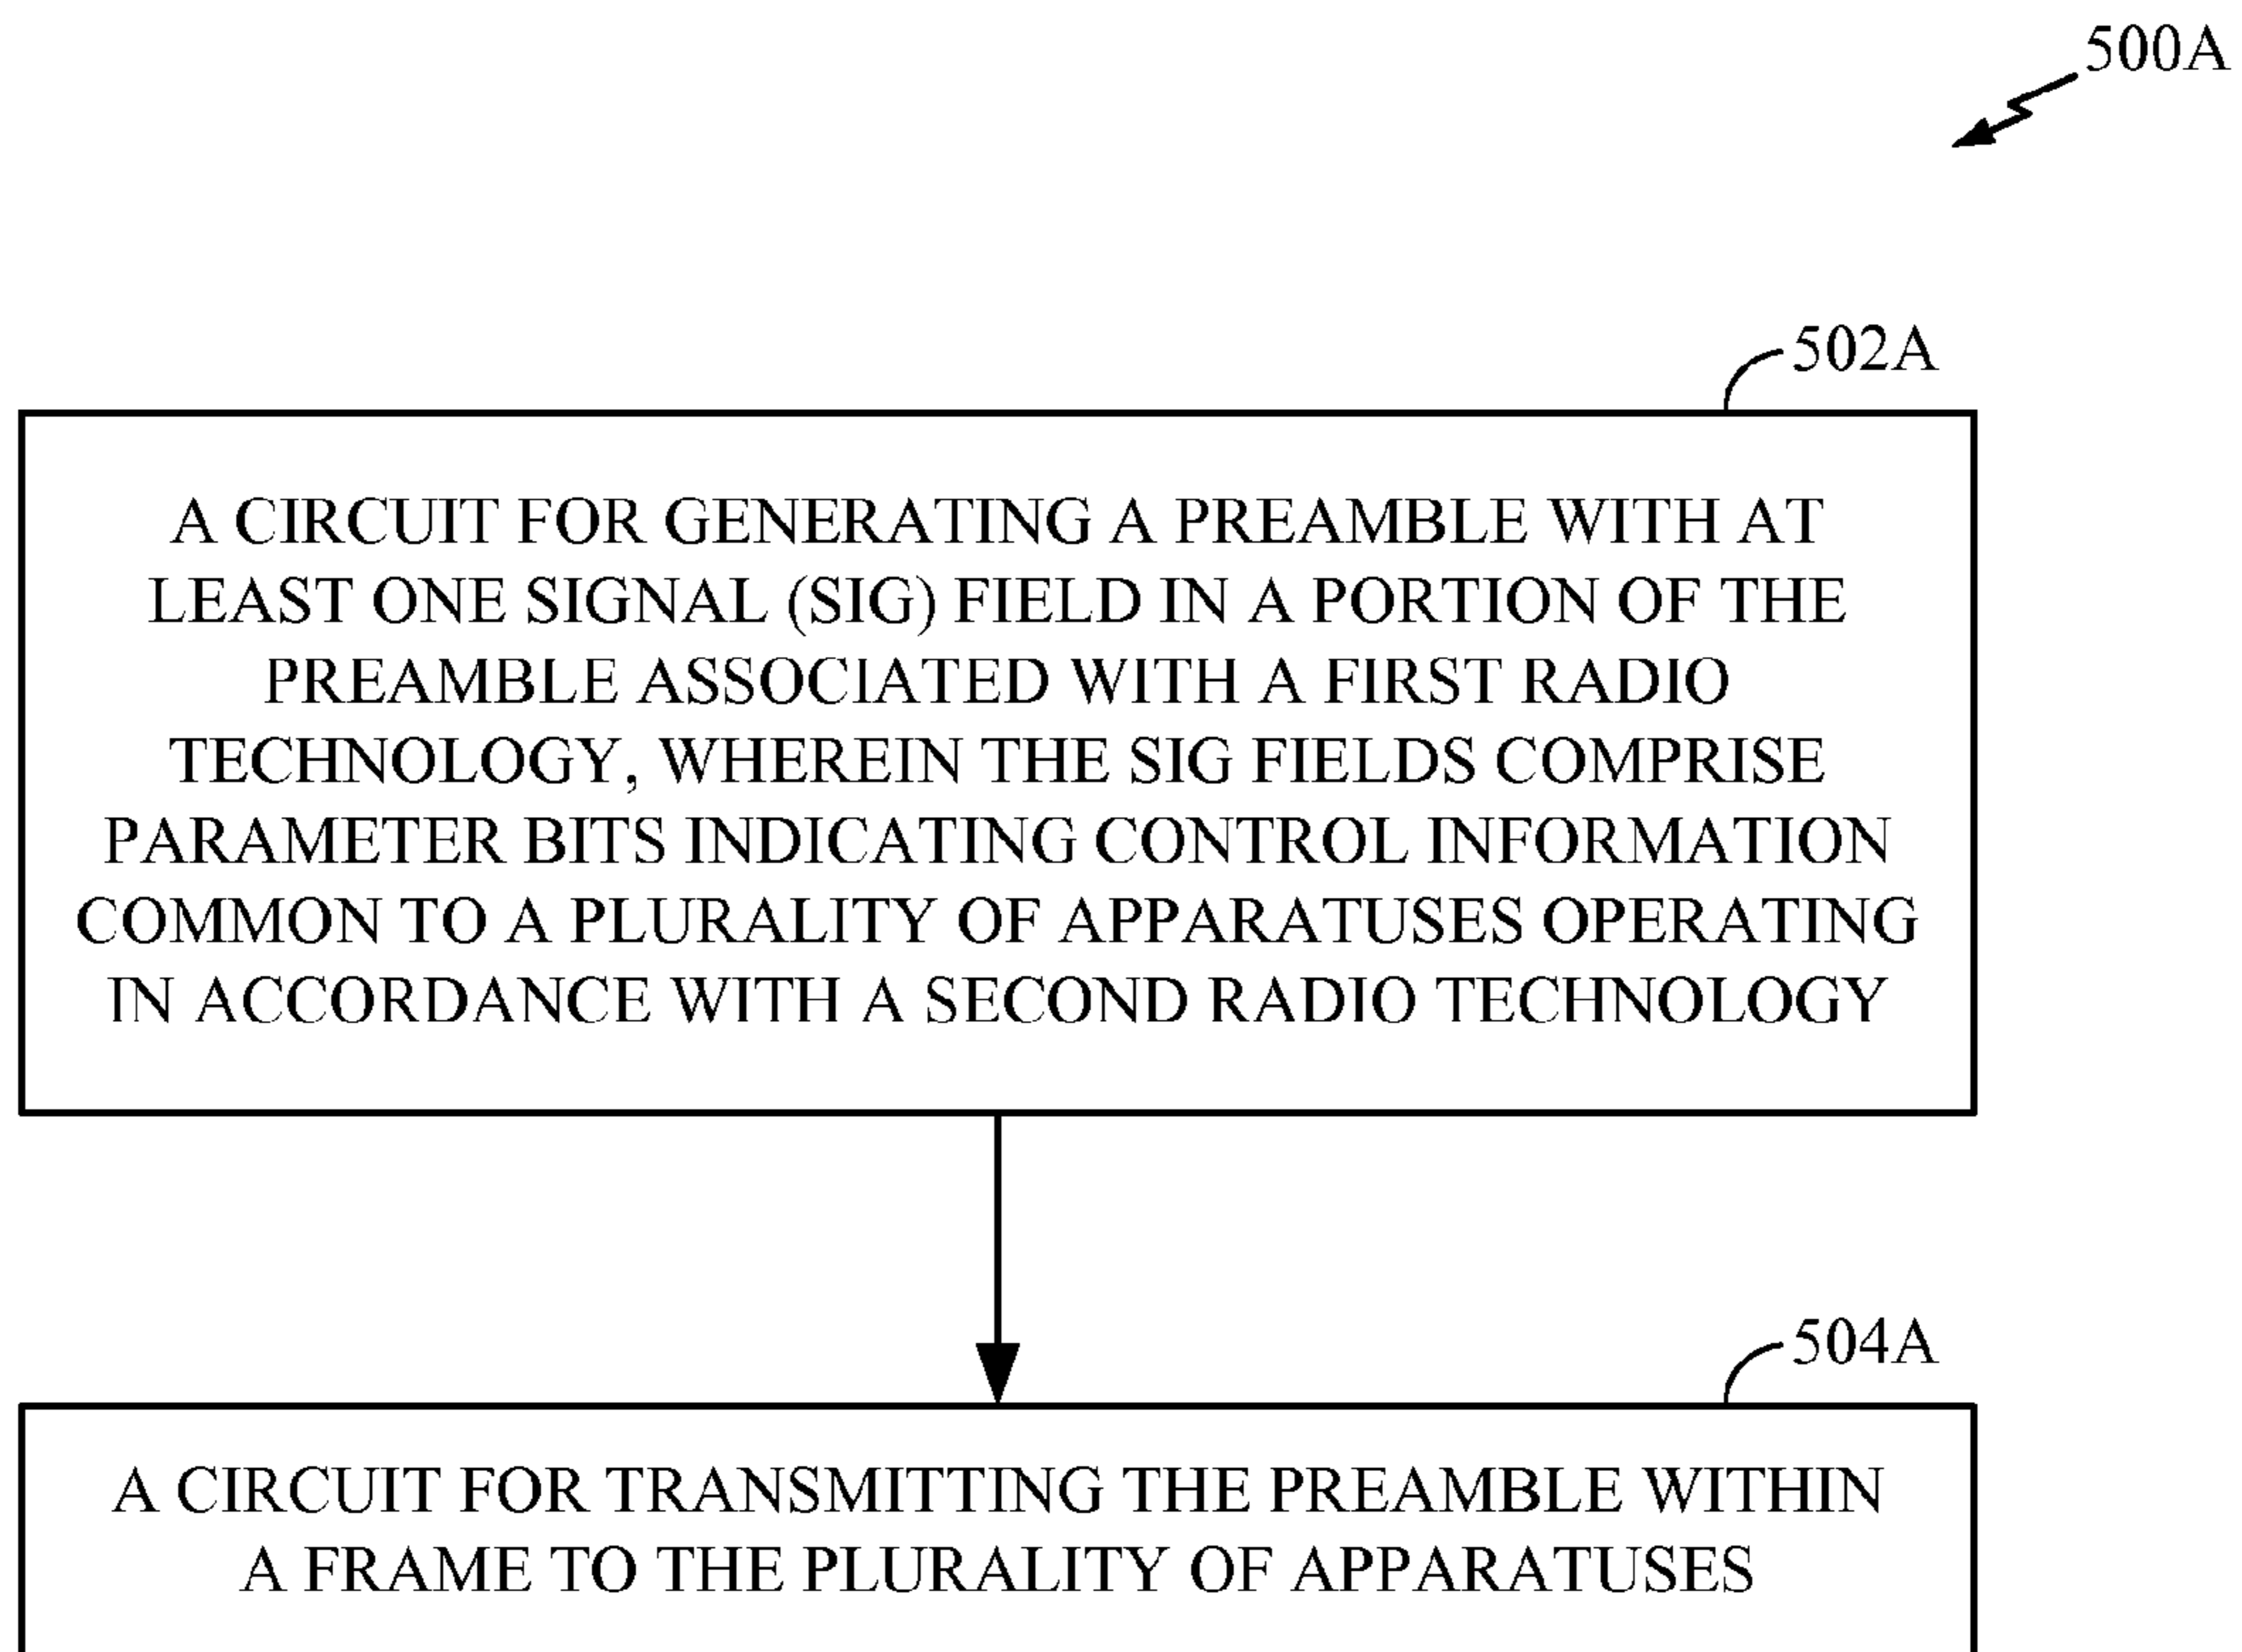 500A
502A
A CIRCUIT FOR GENERATING A PREAMBLE WITH AT
LEAST ONE SIGNAL (SIG) FIELD IN A PORTION OF THE
PREAMBLE ASSOCIATED WITH A FIRST RADIO
TECHNOLOGY, WHEREIN THE SIG FIELDS COMPRISE
PARAMETER BITS INDICATING CONTROL INFORMATION
COMMON TO A PLURALITY OF APPARATUSES OPERATING
IN ACCORDANCE WITH A SECOND RADIO TECHNOLOGY
504A
A CIRCUIT FOR TRANSMITTING THE PREAMBLE WITHIN
A FRAME TO THE PLURALITY OF APPARATUSES